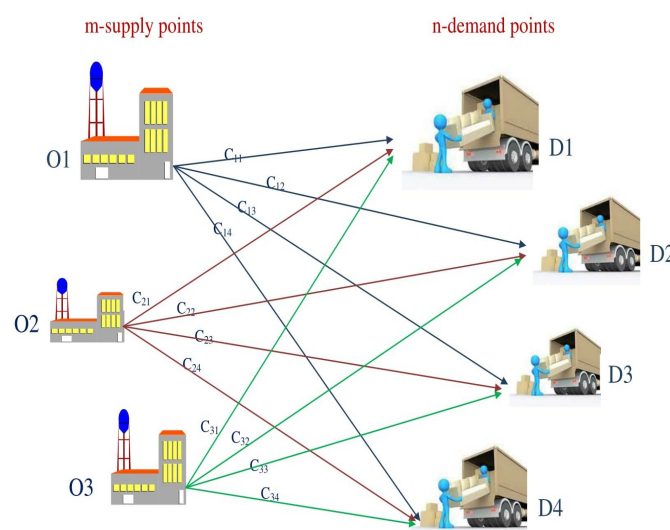 m-supply points
n-demand points
O1
C11
D1
C12
C13
C14
D2
O2
C21
C22
C23
C24
D3
C31
C32
O3
C33
C34
D4